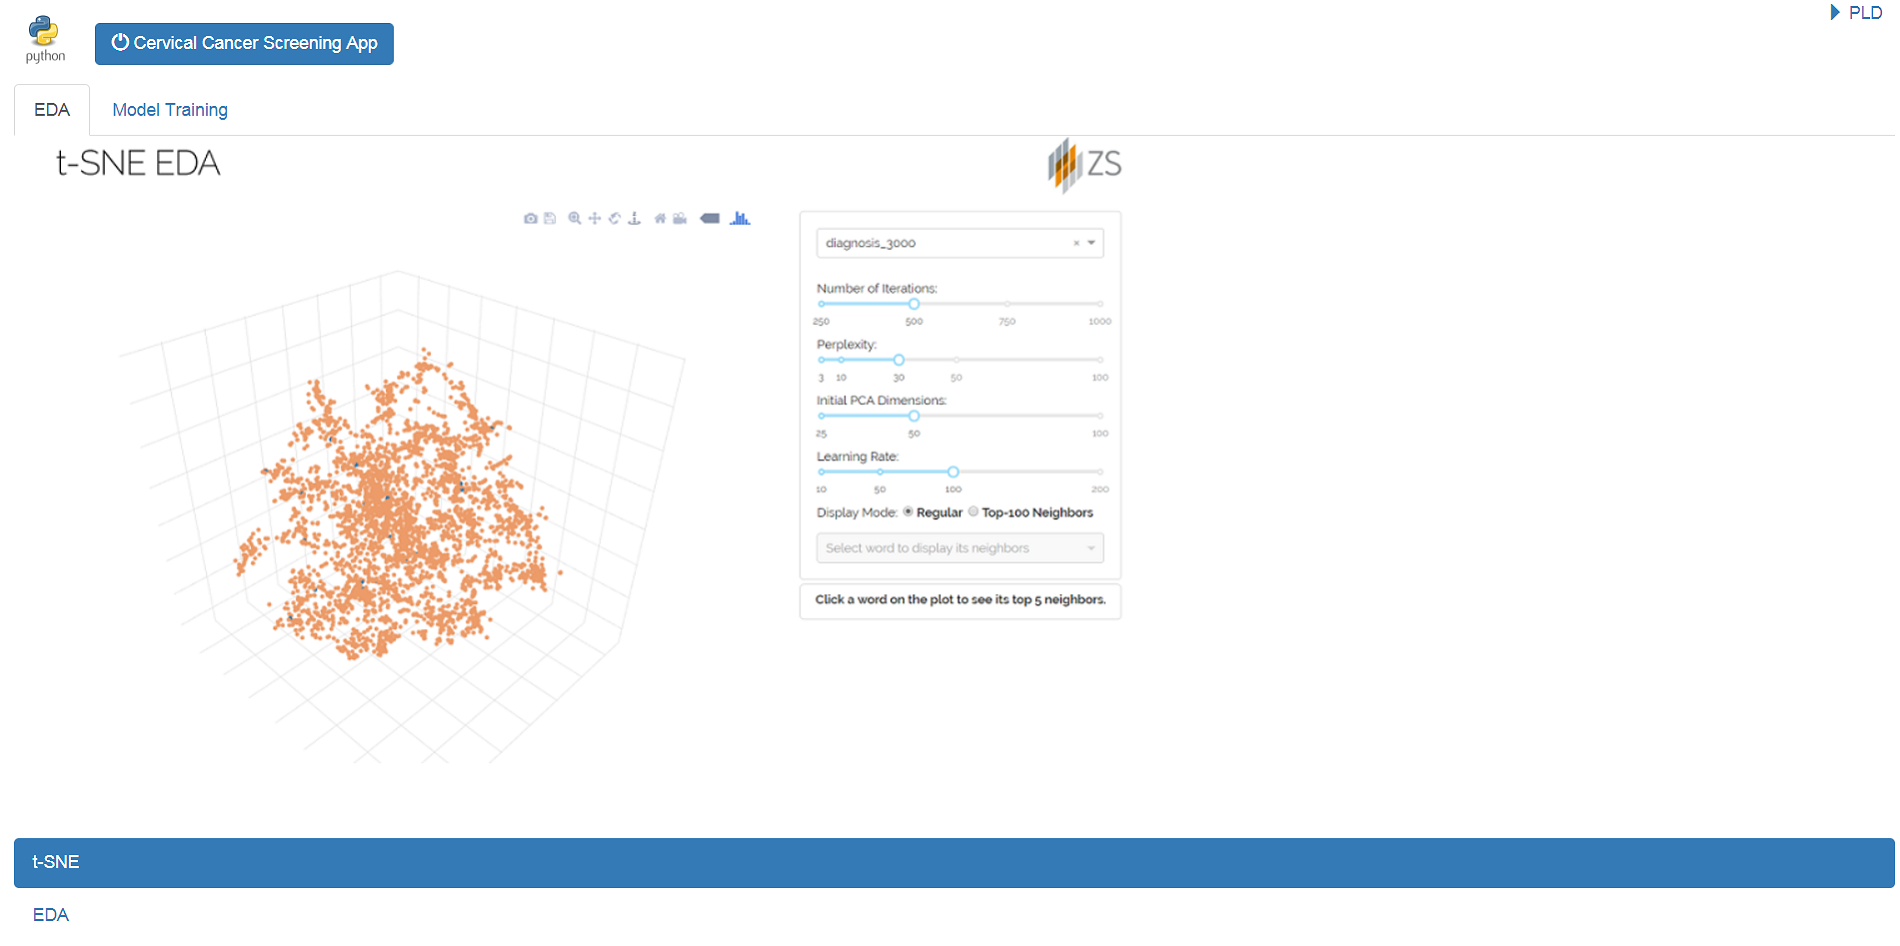 PLD
python
Cervical Cancer Screening App
EDA
Model Training
t-SNE EDA
ZS
diagnosis_3000
Number of Iterations:
250 500 750 1000
Perplexity:
3 10 30 50 100
Initial PCA Dimensions:
25 50 100
Learning Rate:
10 50 100 200
Display Mode: Regular Top-100 Neighbors
Select word to display its neighbors
Click a word on the plot to see its top 5 neighbors.
t-SNE
EDA